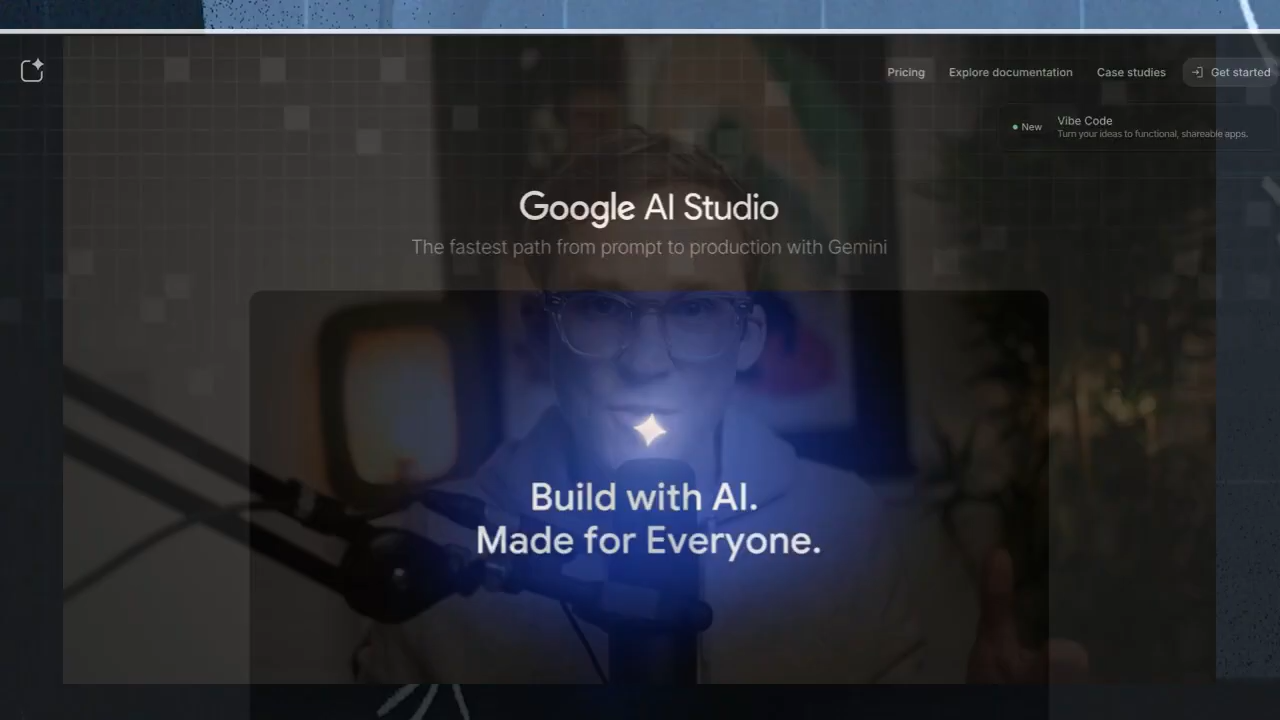 Pricing
Explore documentation
Case studies
Get started
New
Vibe Code
Turn your ideas to functional, shareable apps.
Google AI Studio
The fastest path from prompt to production with Gemini
Build with AI.
Made for Everyone.